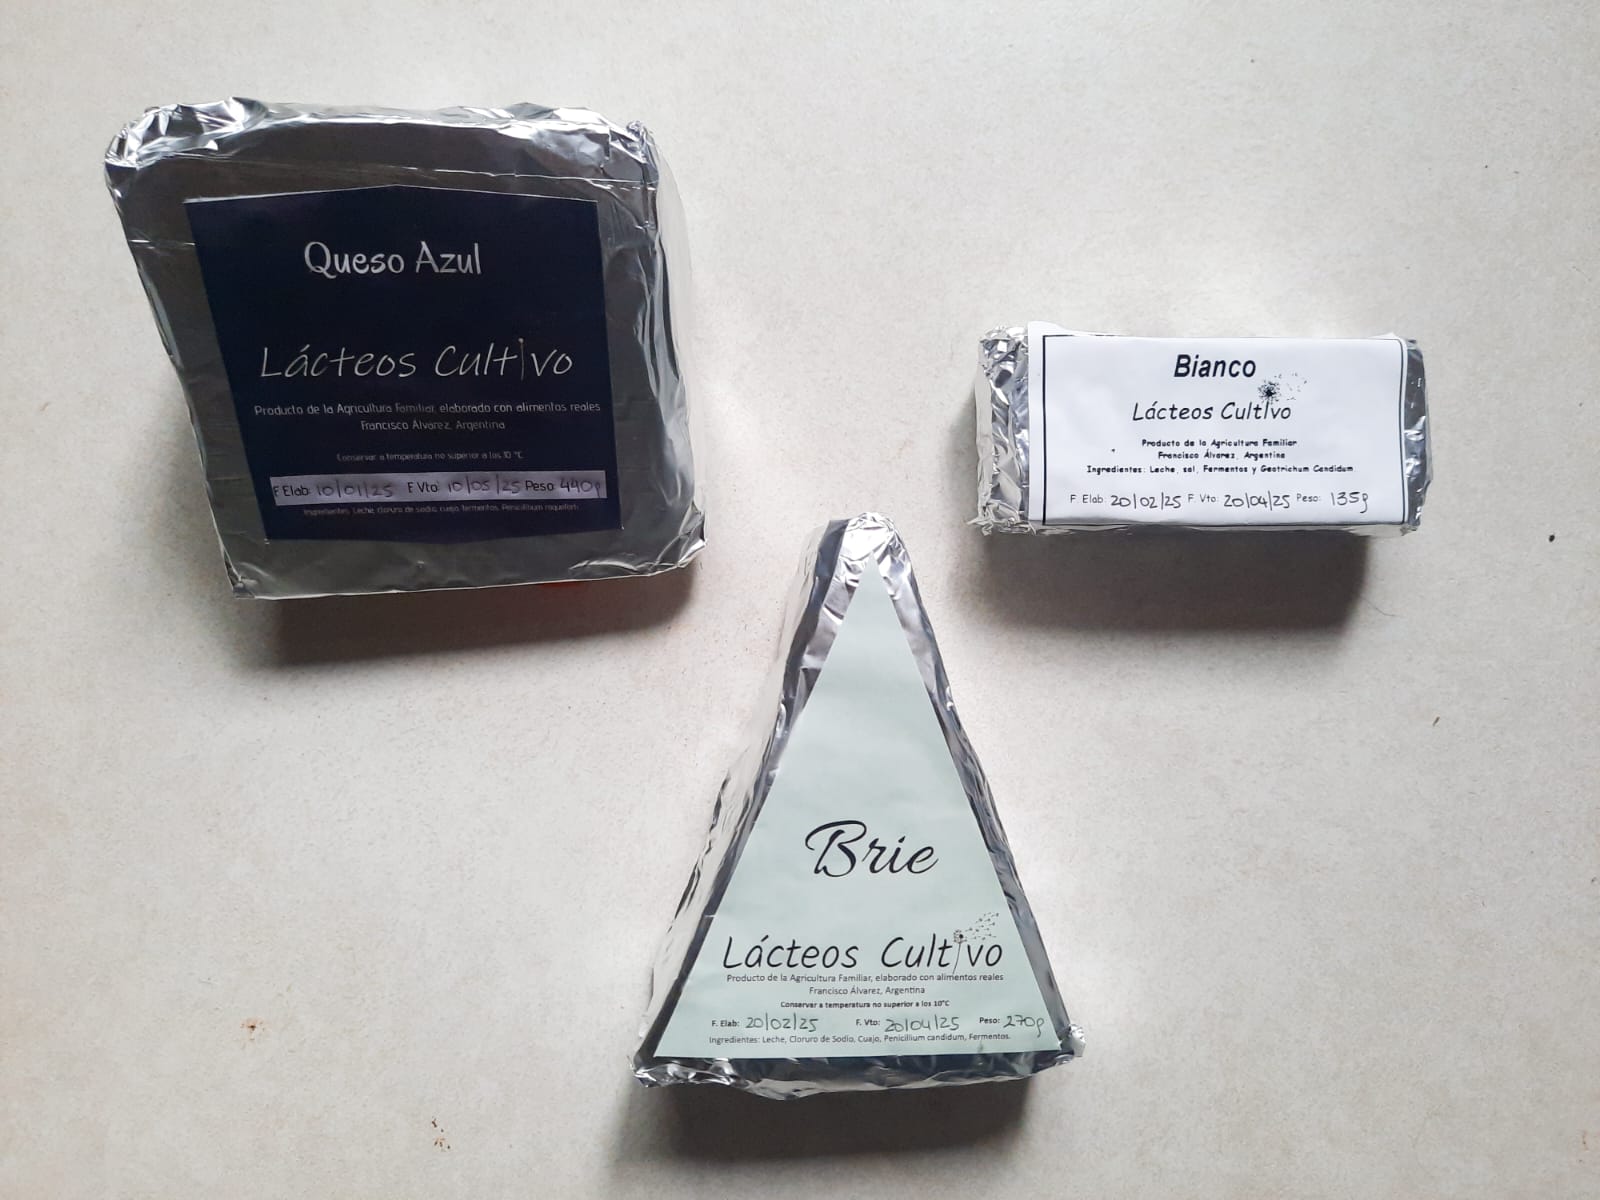 Queso Azul
Lácteos Cultivo
Producto de la Agricultura Familiar, elaborado con alimentos reales
Francisco Álvarez, Argentina
Conservar a temperatura no superior a los 10 °C
F Elab: 10/01/25 F.Vto: 10/05/25 Peso: 440g
Ingredientes: Leche, cloruro de sodio, cuajo, fermentos, Penicillium roqueforti
Bianco
Lácteos Cultivo
Producto de la Agricultura Familiar
Francisco Álvarez, Argentina
Ingredientes: Leche, sal, Fermentos y Geotrichum Candidum
F. Elab: 20/02/25 F. Vto: 20/04/25 Peso: 135g
Brie
Lácteos Cultivo
Producto de la Agricultura Familiar, elaborado con alimentos reales
Francisco Álvarez, Argentina
Conservar a temperatura no superior a los 10°C
F. Elab: 20/02/25 F. Vto: 20/04/25 Peso: 270g
Ingredientes: Leche, Cloruro de Sodio, Cuajo, Penicillium candidum, Fermentos.